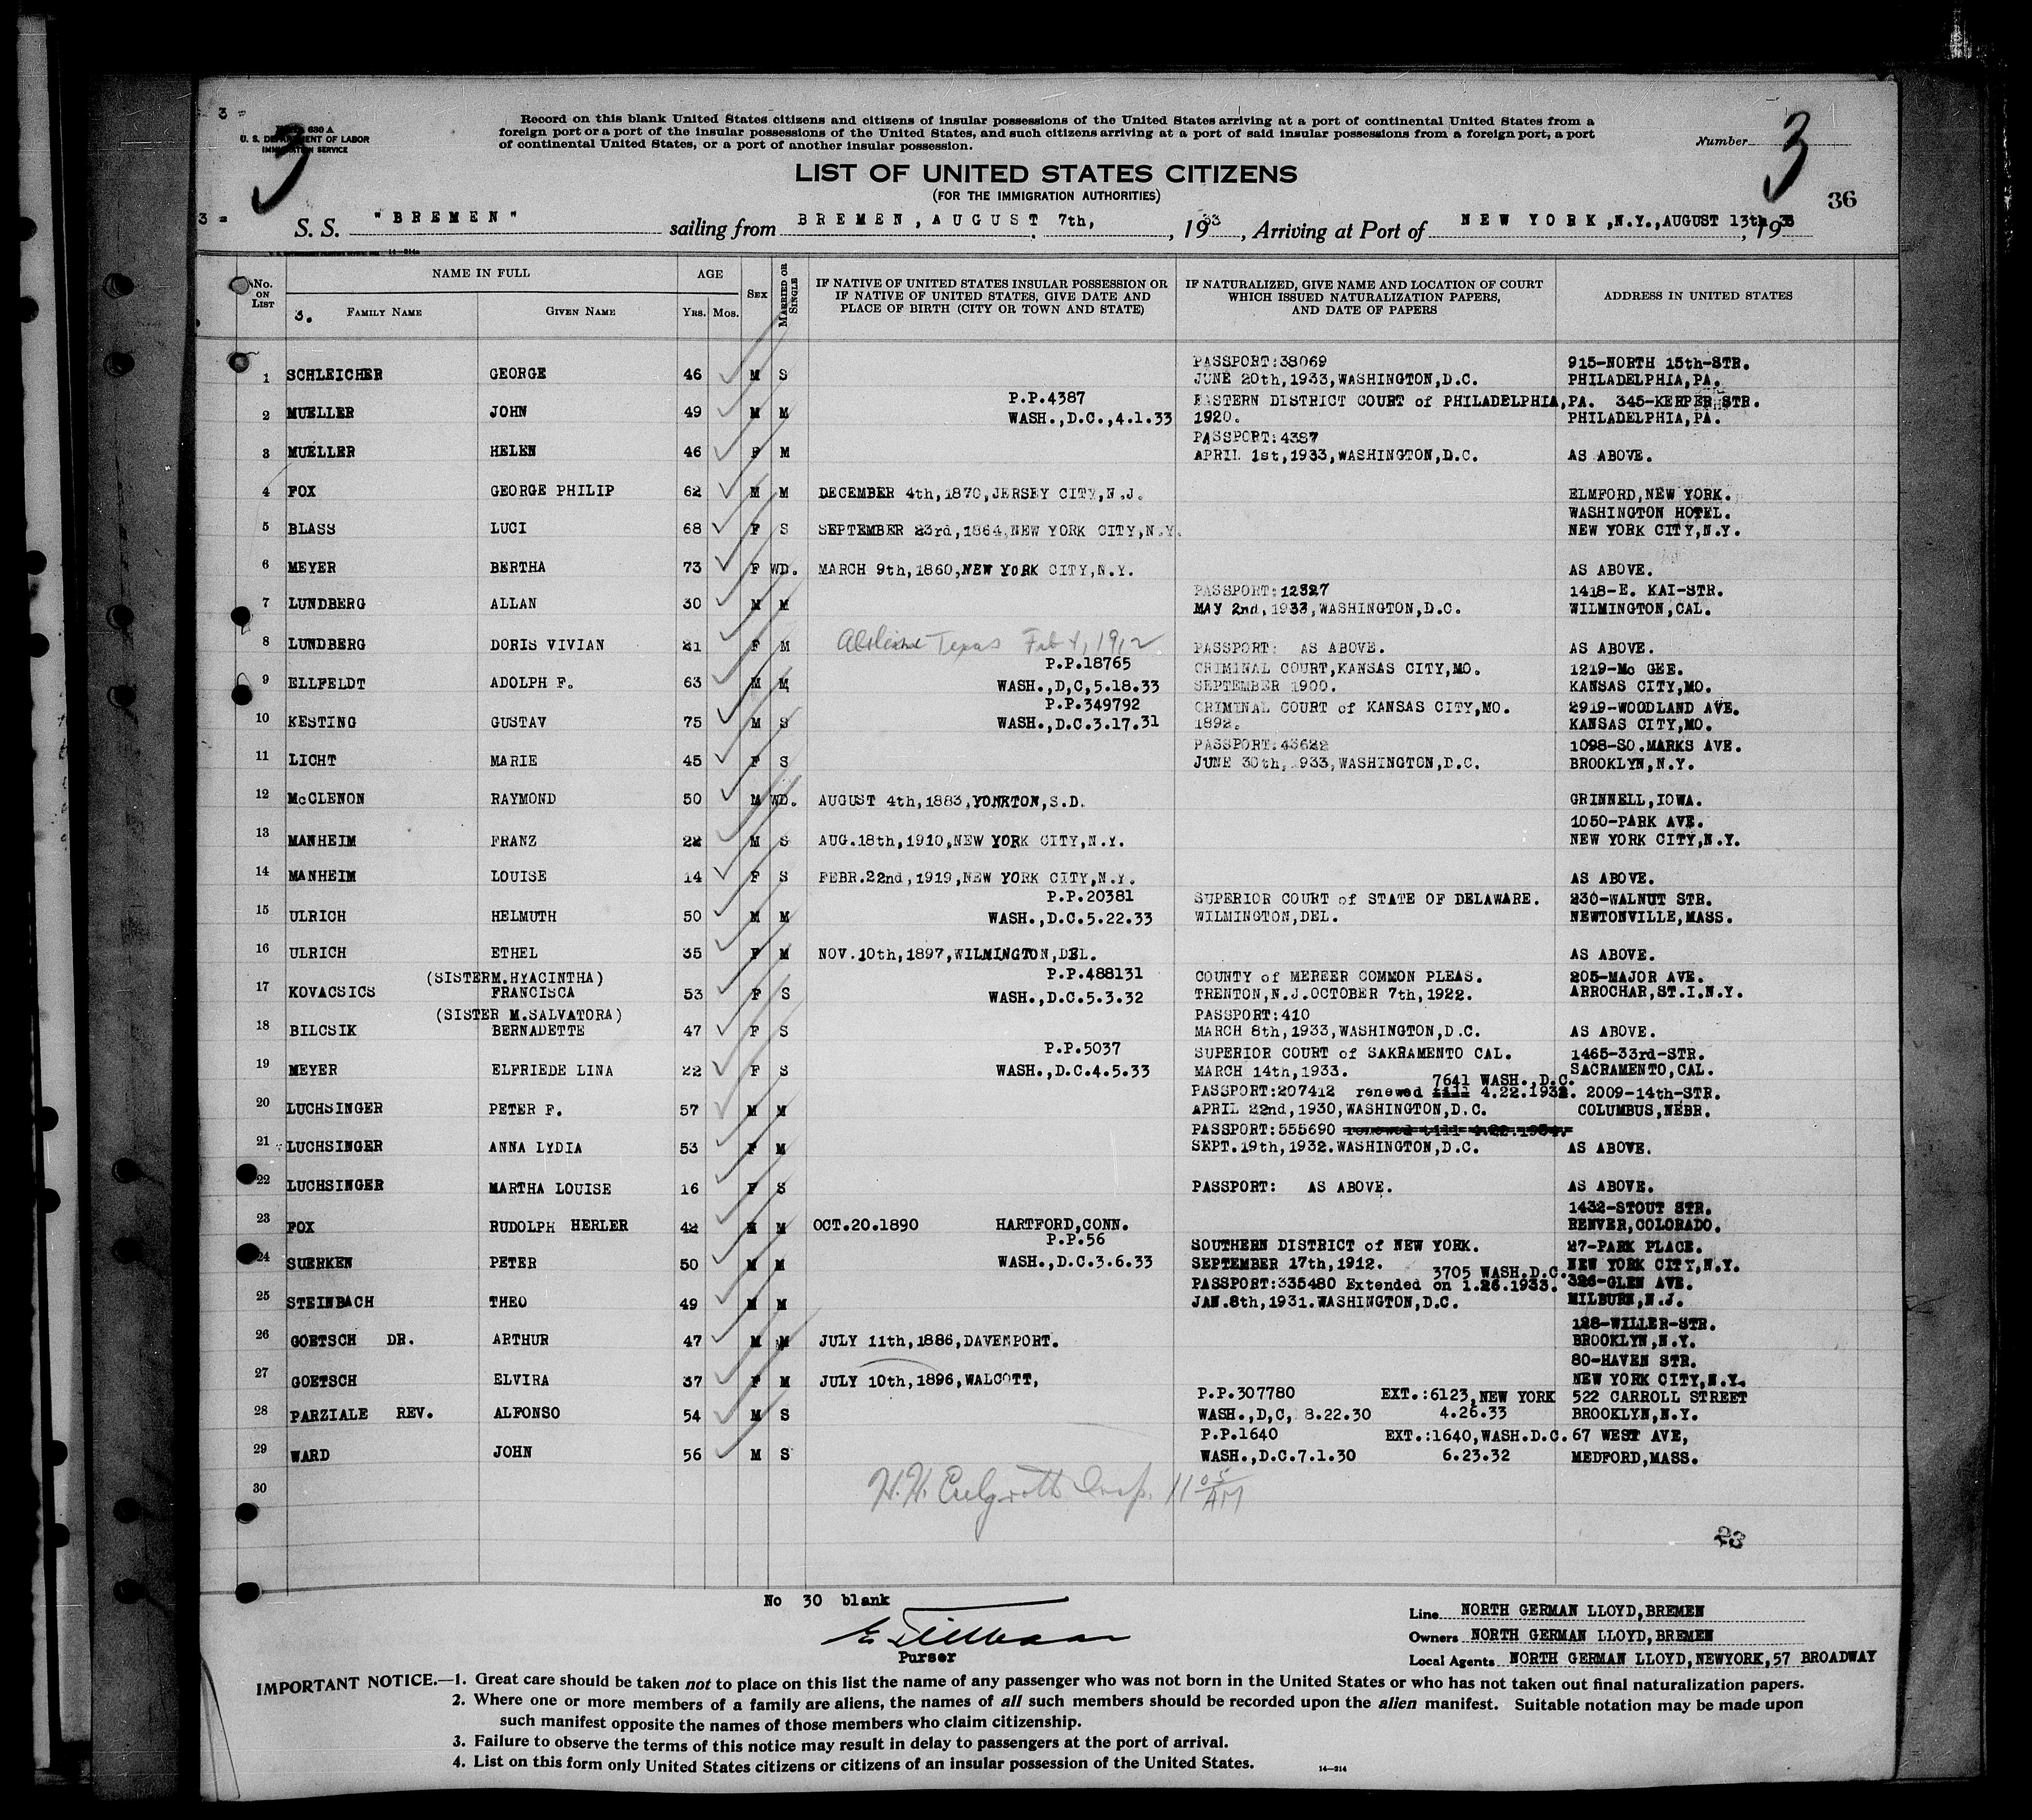 3 =
630 A
U. S. DEPARTMENT OF LABOR
IMMIGRATION SERVICE
3
Record on this blank United States citizens and citizens of insular possessions of the United States arriving at a port of continental United States from a
foreign port or a port of the insular possessions of the United States, and such citizens arriving at a port of said insular possessions from a foreign port, a port
of continental United States, or a port of another insular possession.
Number 3
LIST OF UNITED STATES CITIZENS
(FOR THE IMMIGRATION AUTHORITIES)
36
3 =
S. S. "BREMEN" sailing from BREMEN, AUGUST 7th, , 1933, Arriving at Port of NEW YORK, N.Y., AUGUST 13th, 1933
14—314a
No. ON LIST
NAME IN FULL
3. FAMILY NAME
GIVEN NAME
AGE
YRS. MOS.
SEX
MARRIED OR SINGLE
IF NATIVE OF UNITED STATES INSULAR POSSESSION OR
IF NATIVE OF UNITED STATES, GIVE DATE AND
PLACE OF BIRTH (CITY OR TOWN AND STATE)
IF NATURALIZED, GIVE NAME AND LOCATION OF COURT
WHICH ISSUED NATURALIZATION PAPERS,
AND DATE OF PAPERS
ADDRESS IN UNITED STATES
PASSPORT:38069 915-NORTH 15th-STR.
1 SCHLEICHER GEORGE 46 M S JUNE 20th,1933,WASHINGTON,D.C. PHILADELPHIA,PA.
P.P.4387 EASTERN DISTRICT COURT of PHILADELPHIA,PA. 345-KERPER STR.
2 MUELLER JOHN 49 M M WASH.,D.C.,4.1.33 1920. PHILADELPHIA,PA.
PASSPORT:4387
3 MUELLER HELEN 46 F M APRIL 1st,1933,WASHINGTON,D.C. AS ABOVE.
4 FOX GEORGE PHILIP 62 M M DECEMBER 4th,1870,JERSEY CITY,N.J. ELMFORD,NEW YORK.
WASHINGTON HOTEL.
5 BLASS LUCI 68 F S SEPTEMBER 23rd,1864,NEW YORK CITY,N.Y. NEW YORK CITY,N.Y.
6 MEYER BERTHA 73 F WD. MARCH 9th,1860,NEW YORK CITY,N.Y. AS ABOVE.
PASSPORT:12327 1418-E. KAI-STR.
7 LUNDBERG ALLAN 30 M M MAY 2nd,1933,WASHINGTON,D.C. WILMINGTON,CAL.
8 LUNDBERG DORIS VIVIAN 21 F M Abilene Texas Feb 4, 1912 PASSPORT: AS ABOVE. AS ABOVE.
P.P.18765 CRIMINAL COURT,KANSAS CITY,MO. 1219-Mc GEE.
9 ELLFELDT ADOLPH F. 63 M M WASH.,D,C,5.18.33 SEPTEMBER 1900. KANSAS CITY,MO.
P.P.349792 CRIMINAL COURT of KANSAS CITY,MO. 2919-WOODLAND AVE.
10 KESTING GUSTAV 75 M S WASH.,D.C.3.17.31 1892. KANSAS CITY,MO.
PASSPORT:43622 1098-SO.MARKS AVE.
11 LICHT MARIE 45 F S JUNE 30th,1933,WASHINGTON,D.C. BROOKLYN,N.Y.
12 McCLENON RAYMOND 50 M WD. AUGUST 4th,1883,YONKTON,S.D. GRINNELL,IOWA.
1050-PARK AVE.
13 MANHEIM FRANZ 22 M S AUG.18th,1910,NEW YORK CITY,N.Y. NEW YORK CITY,N.Y.
14 MANHEIM LOUISE 14 F S FEBR.22nd,1919,NEW YORK CITY,N.Y. AS ABOVE.
P.P.20381 SUPERIOR COURT of STATE OF DELAWARE. 230-WALNUT STR.
15 ULRICH HELMUTH 50 M M WASH.,D.C.5.22.33 WILMINGTON,DEL. NEWTONVILLE,MASS.
16 ULRICH ETHEL 35 F M NOV.10th,1897,WILMINGTON,DEL. AS ABOVE.
(SISTERM.HYACINTHA) P.P.488131 COUNTY of MERCER COMMON PLEAS. 205-MAJOR AVE.
17 KOVACSICS FRANCISCA 53 F S WASH.,D.C.5.3.32 TRENTON,N.J.OCTOBER 7th,1922. ARROCHAR,ST.I.N.Y.
(SISTER M.SALVATORA) PASSPORT:410
18 BILCSIK BERNADETTE 47 F S MARCH 8th,1933,WASHINGTON,D.C. AS ABOVE.
P.P.5037 SUPERIOR COURT of SAKRAMENTO CAL. 1465-33rd-STR.
19 MEYER ELFRIEDE LINA 22 F S WASH.,D.C.4.5.33 MARCH 14th,1933. SACRAMENTO,CAL.
7641 WASH.,D.C.
PASSPORT:207412 renewed till 4.22.1932. 2009-14th-STR.
20 LUCHSINGER PETER F. 57 M M APRIL 22nd,1930,WASHINGTON,D.C. COLUMBUS,NEBR.
PASSPORT:555690 renewed till 4.22.1934.
21 LUCHSINGER ANNA LYDIA 53 F M SEPT.19th,1932.WASHINGTON,D.C. AS ABOVE.
22 LUCHSINGER MARTHA LOUISE 16 F S PASSPORT: AS ABOVE. AS ABOVE.
1432-STOUT STR.
23 FOX RUDOLPH HERLER 42 M M OCT.20.1890 HARTFORD,CONN. DENVER,COLORADO.
P.P.56 SOUTHERN DISTRICT of NEW YORK. 27-PARK PLACE.
24 SUERKEN PETER 50 M M WASH.,D.C.3.6.33 SEPTEMBER 17th,1912. NEW YORK CITY,N.Y.
3705 WASH.D.C.
PASSPORT:335480 Extended on 1.26.1933. 326-GLEN AVE.
25 STEINBACH THEO 49 M M JAN.8th,1931.WASHINGTON,D.C. MILBURN,N.J.
128-WILLER-STR.
26 GOETSCH DR. ARTHUR 47 M M JULY 11th,1886,DAVENPORT. BROOKLYN,N.Y.
80-HAVEN STR.
27 GOETSCH ELVIRA 37 F M JULY 10th,1896,WALCOTT, NEW YORK CITY,N.Y.
P.P.307780 EXT.:6123,NEW YORK 522 CARROLL STREET
28 PARZIALE REV. ALFONSO 54 M S WASH.,D,C, 8.22.30 4.26.33 BROOKLYN,N.Y.
P.P.1640 EXT.:1640,WASH.D.C. 67 WEST AVE,
29 WARD JOHN 56 M S WASH.,D.C.7.1.30 6.23.32 MEDFORD,MASS.
30
H.H. Insp. 11 05 AM
23
No 30 blank
Purser
Line NORTH GERMAN LLOYD,BREMEN
Owners NORTH GERMAN LLOYD,BREMEN
Local Agents NORTH GERMAN LLOYD,NEWYORK,57 BROADWAY
IMPORTANT NOTICE.—1. Great care should be taken not to place on this list the name of any passenger who was not born in the United States or who has not taken out final naturalization papers.
2. Where one or more members of a family are aliens, the names of all such members should be recorded upon the alien manifest. Suitable notation may be made upon
such manifest opposite the names of those members who claim citizenship.
3. Failure to observe the terms of this notice may result in delay to passengers at the port of arrival.
4. List on this form only United States citizens or citizens of an insular possession of the United States.
14—314